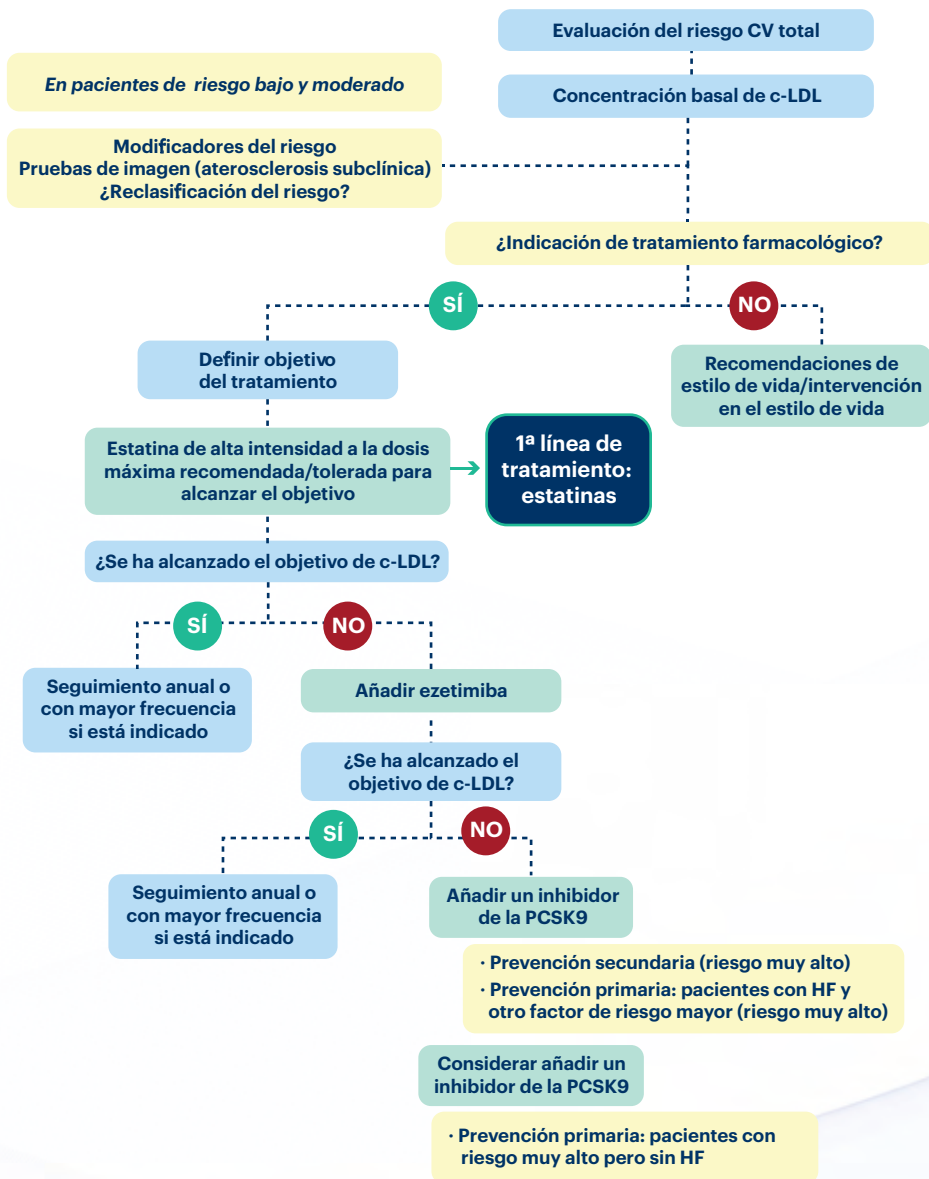 Evaluación del riesgo CV total
En pacientes de riesgo bajo y moderado
Concentración basal de c-LDL
Modificadores del riesgo
Pruebas de imagen (aterosclerosis subclínica)
¿Reclasificación del riesgo?
¿Indicación de tratamiento farmacológico?
SÍ
NO
Definir objetivo
del tratamiento
Recomendaciones de
estilo de vida/intervención
en el estilo de vida
Estatina de alta intensidad a la dosis
máxima recomendada/tolerada para
alcanzar el objetivo
1ª línea de
tratamiento:
estatinas
¿Se ha alcanzado el objetivo de c-LDL?
SÍ
NO
Seguimiento anual o
con mayor frecuencia
si está indicado
Añadir ezetimiba
¿Se ha alcanzado el
objetivo de c-LDL?
SÍ
NO
Seguimiento anual o
con mayor frecuencia
si está indicado
Añadir un inhibidor
de la PCSK9
· Prevención secundaria (riesgo muy alto)
· Prevención primaria: pacientes con HF y
otro factor de riesgo mayor (riesgo muy alto)
Considerar añadir un
inhibidor de la PCSK9
· Prevención primaria: pacientes con
riesgo muy alto pero sin HF